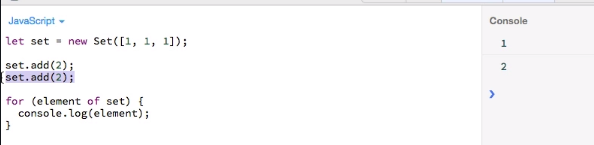 JavaScript
let set = new Set([1, 1, 1]);
set.add(2);
set.add(2);
for (element of set) {
console.log(element);
}
Console
1
2